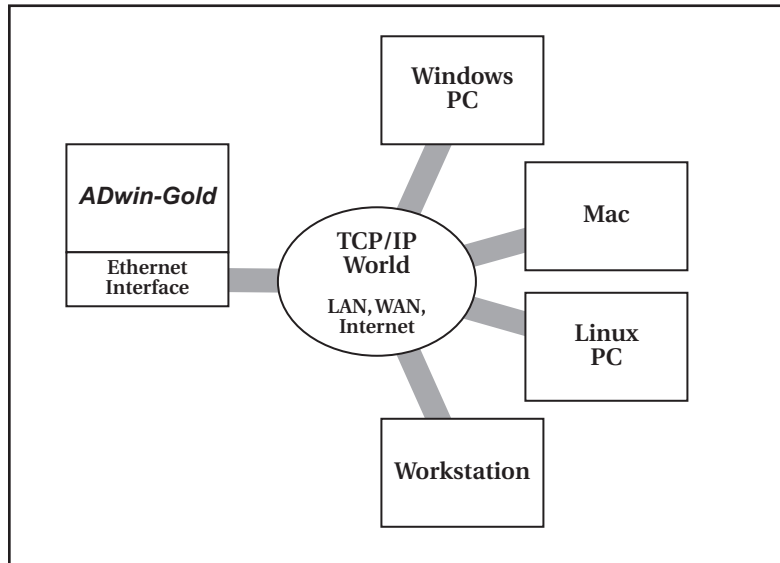 Windows
PC
ADwin-Gold
Ethernet
Interface
TCP/IP
World
LAN, WAN,
Internet
Mac
Linux
PC
Workstation